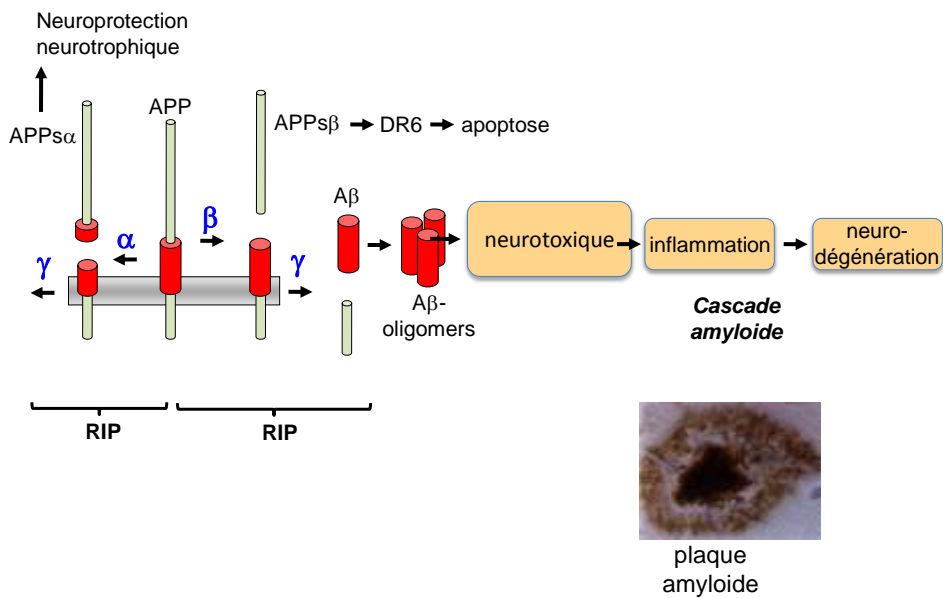 Neuroprotection
neurotrophique
APPsα
APP
APPsβ
DR6
apoptose
Aβ
β
α
γ
γ
neurotoxique
inflammation
neuro-
dégénération
Aβ-
oligomers
Cascade
amyloide
RIP
RIP
plaque
amyloide